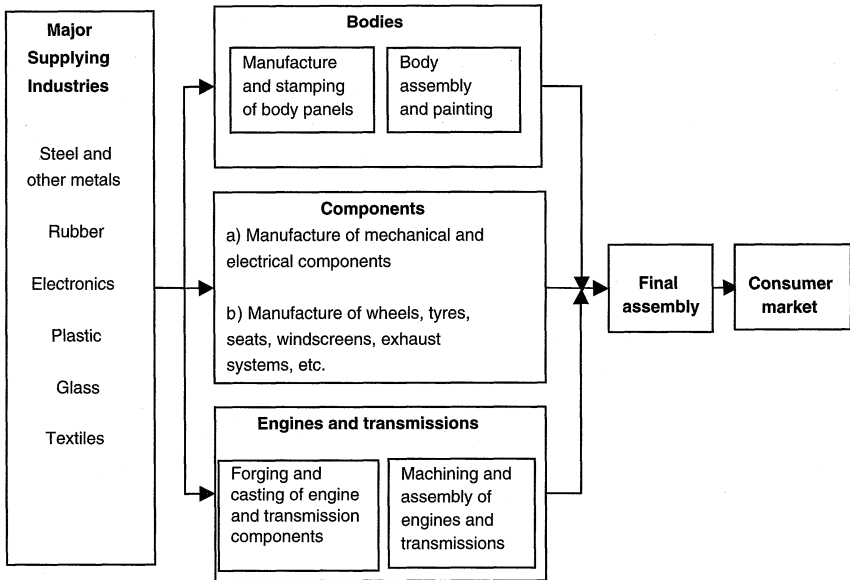 Major
Supplying
Industries
Steel and
other metals
Rubber
Electronics
Plastic
Glass
Textiles
Bodies
Manufacture
and stamping
of body panels
Body
assembly
and painting
Components
a) Manufacture of mechanical and
electrical components
b) Manufacture of wheels, tyres,
seats, windscreens, exhaust
systems, etc.
Engines and transmissions
Forging and
casting of engine
and transmission
components
Machining and
assembly of
engines and
transmissions
Final
assembly
Consumer
market